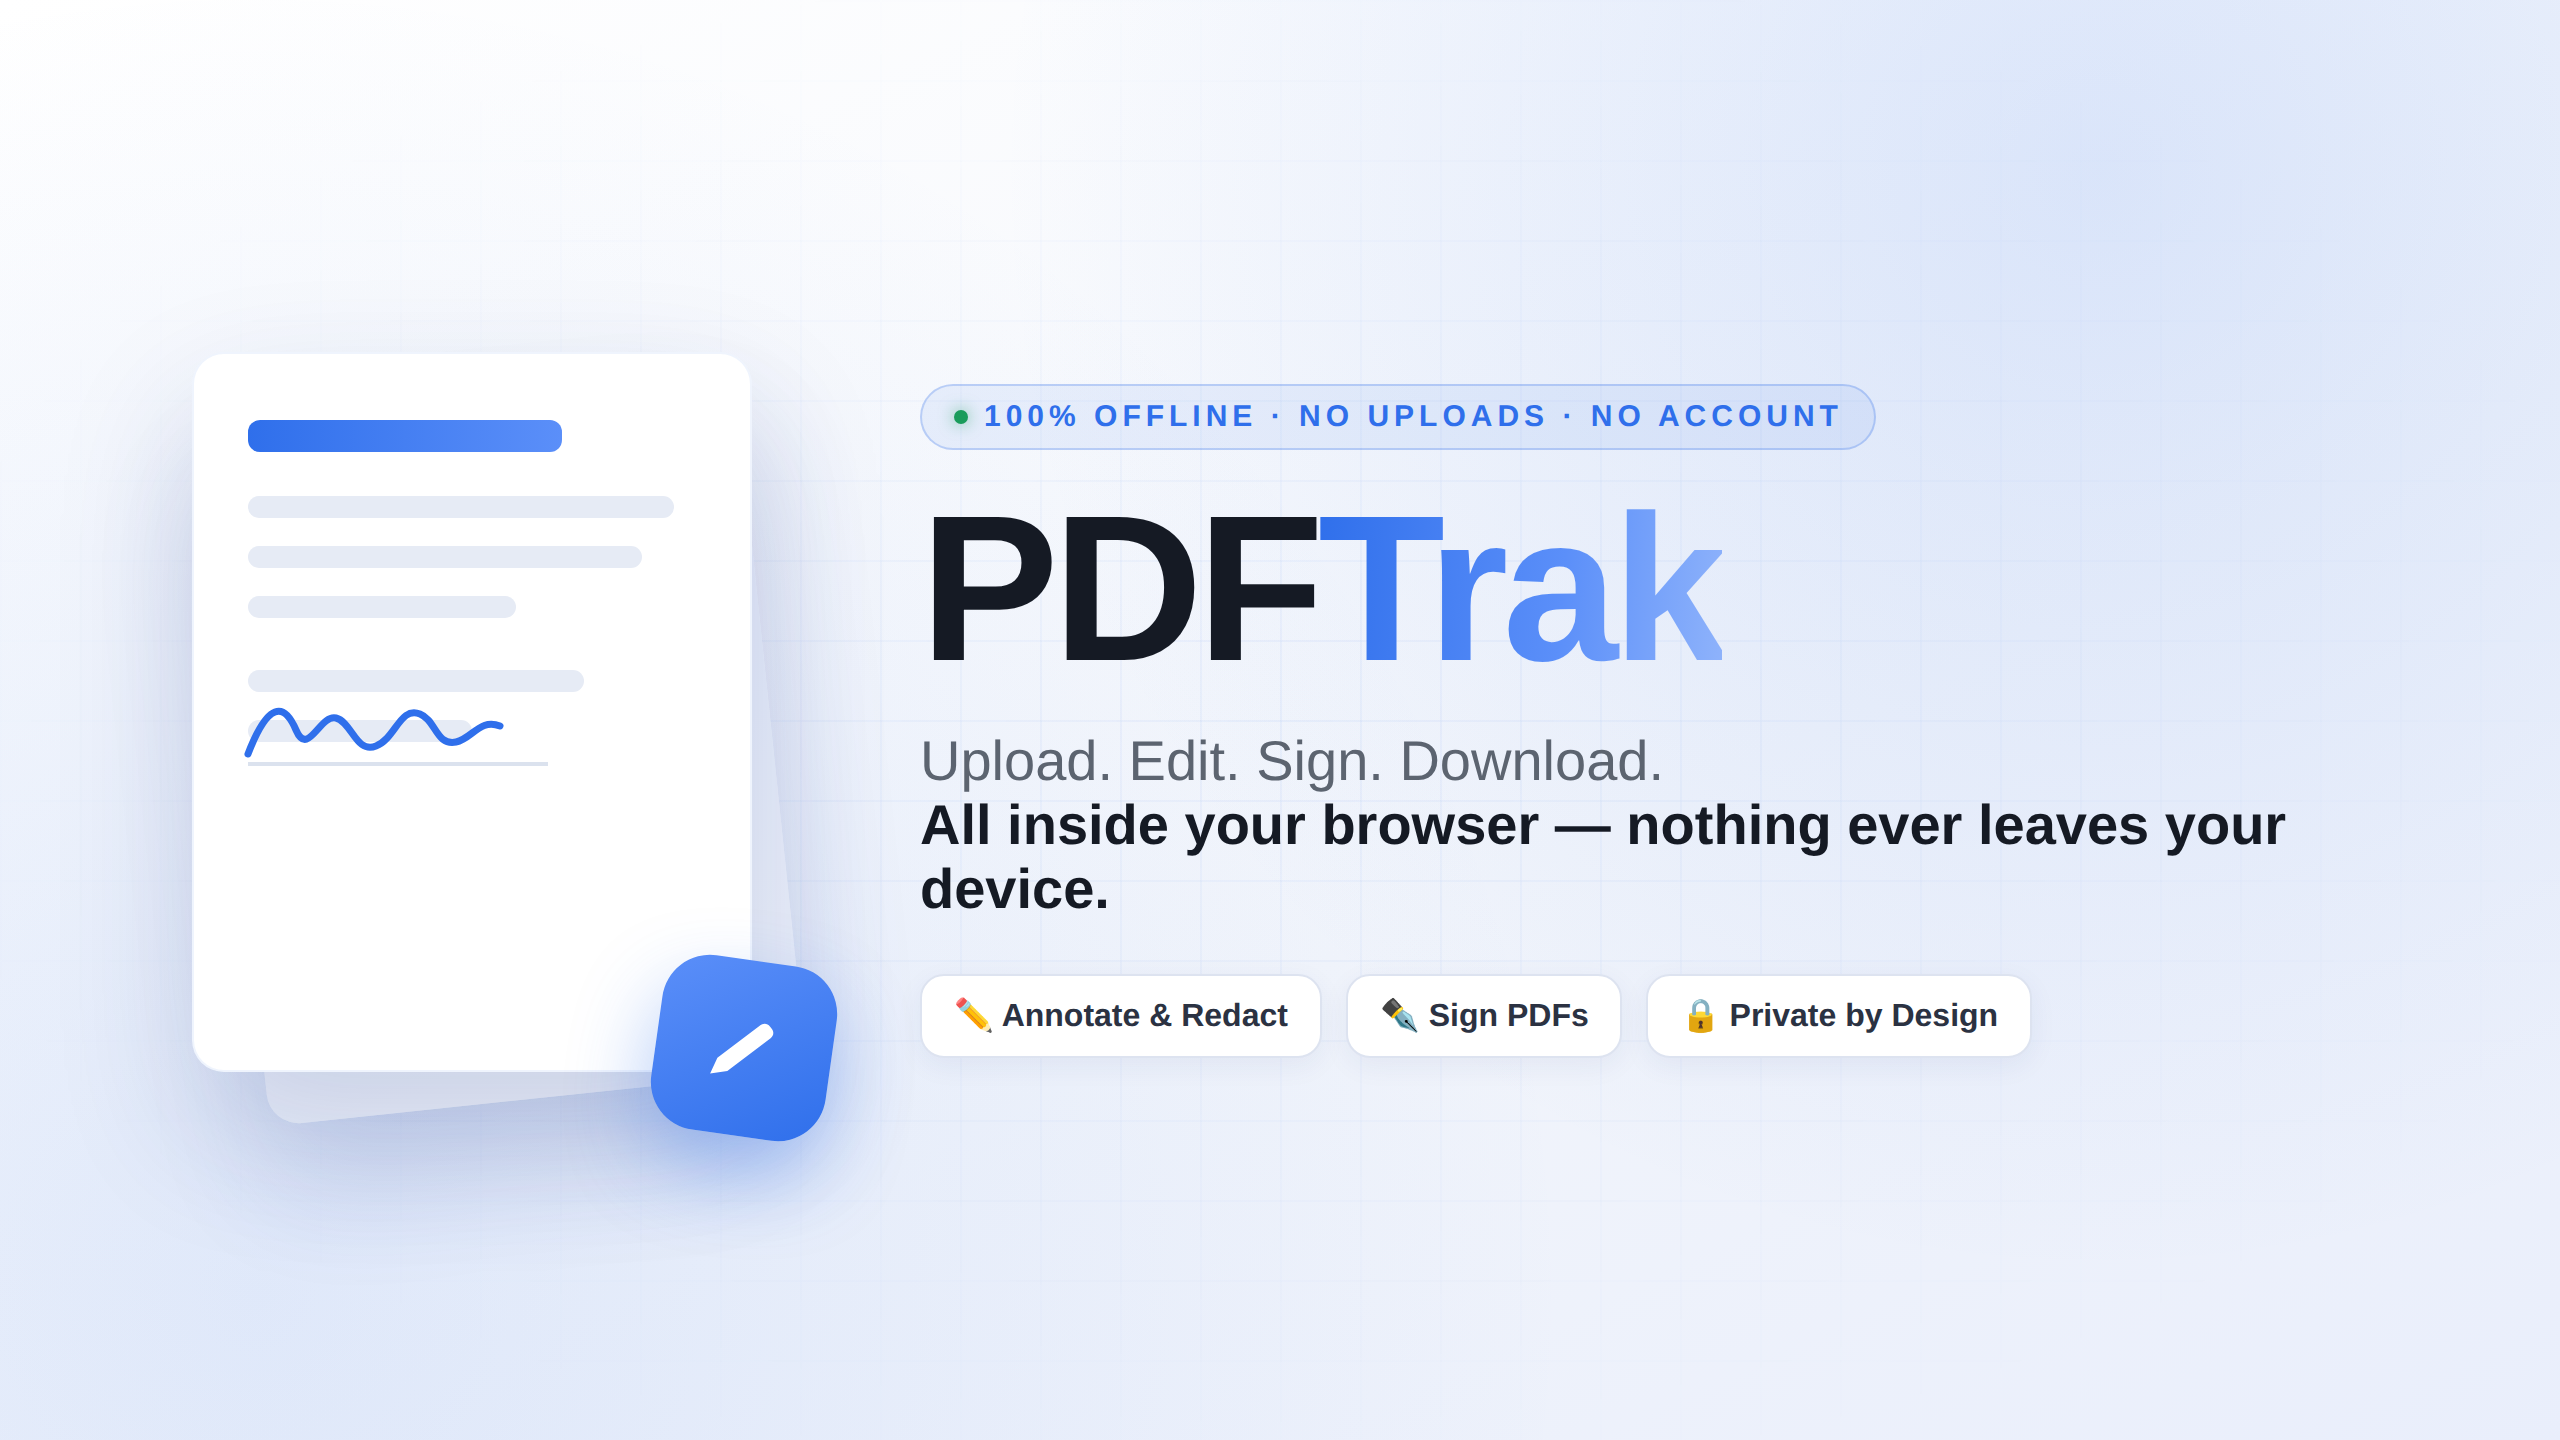 100% OFFLINE · NO UPLOADS · NO ACCOUNT
PDFTrak
Upload. Edit. Sign. Download.
All inside your browser — nothing ever leaves your
device.
✏️ Annotate & Redact
✒️ Sign PDFs
🔒 Private by Design